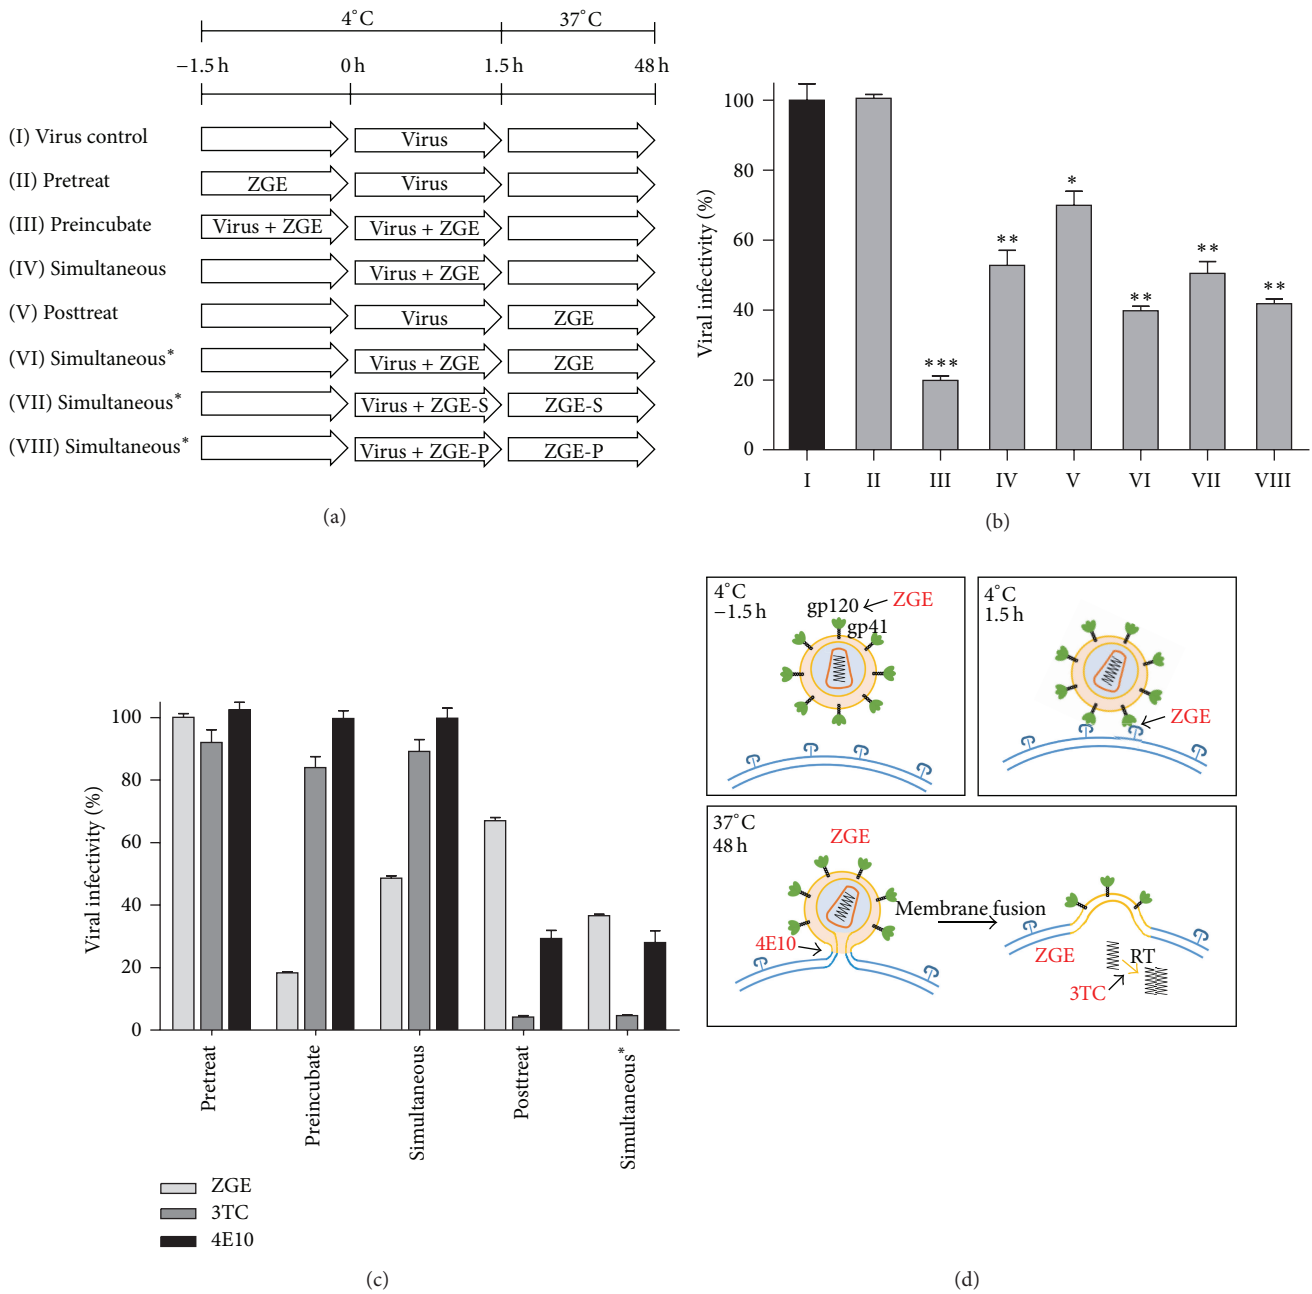 4°C 37°C
−1.5 h 0 h 1.5 h 48 h
(I) Virus control Virus
(II) Pretreat ZGE Virus
(III) Preincubate Virus + ZGE Virus + ZGE
(IV) Simultaneous Virus + ZGE
(V) Posttreat Virus ZGE
(VI) Simultaneous* Virus + ZGE ZGE
(VII) Simultaneous* Virus + ZGE-S ZGE-S
(VIII) Simultaneous* Virus + ZGE-P ZGE-P
(a)
Viral infectivity (%)
100
80
60
40
20
0
** * ** ** **
***
I II III IV V VI VII VIII
(b)
Viral infectivity (%)
100
80
60
40
20
0
Pretreat
Preincubate
Simultaneous
Posttreat
Simultaneous*
ZGE
3TC
4E10
(c)
4°C
−1.5 h
gp120
ZGE
gp41
4°C
1.5 h
ZGE
37°C
48 h
ZGE
4E10
Membrane fusion
ZGE
RT
3TC
(d)